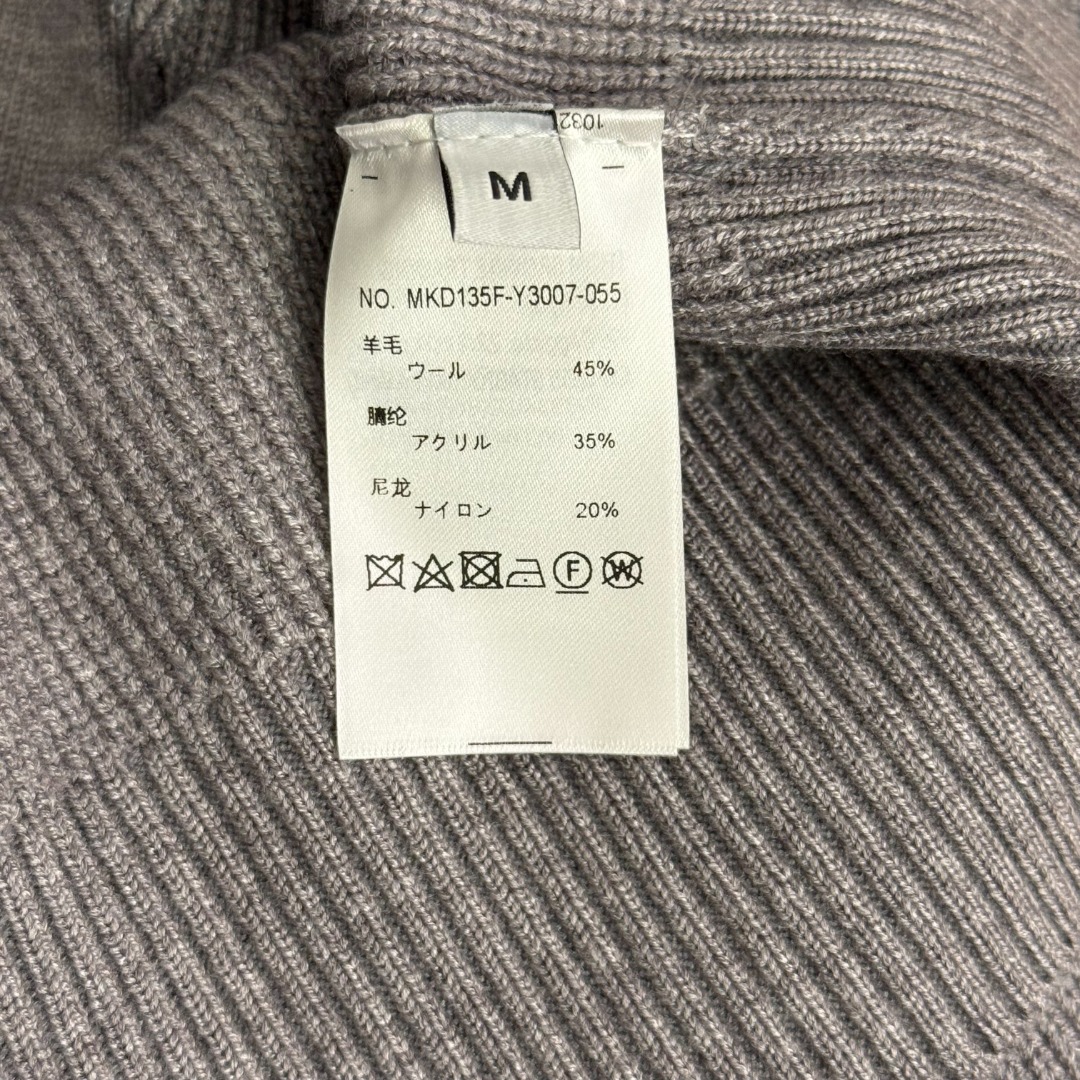 1032
M
NO. MKD135F-Y3007-055
羊毛
ウール 45%
腈纶
アクリル 35%
尼龙
ナイロン 20%
F W